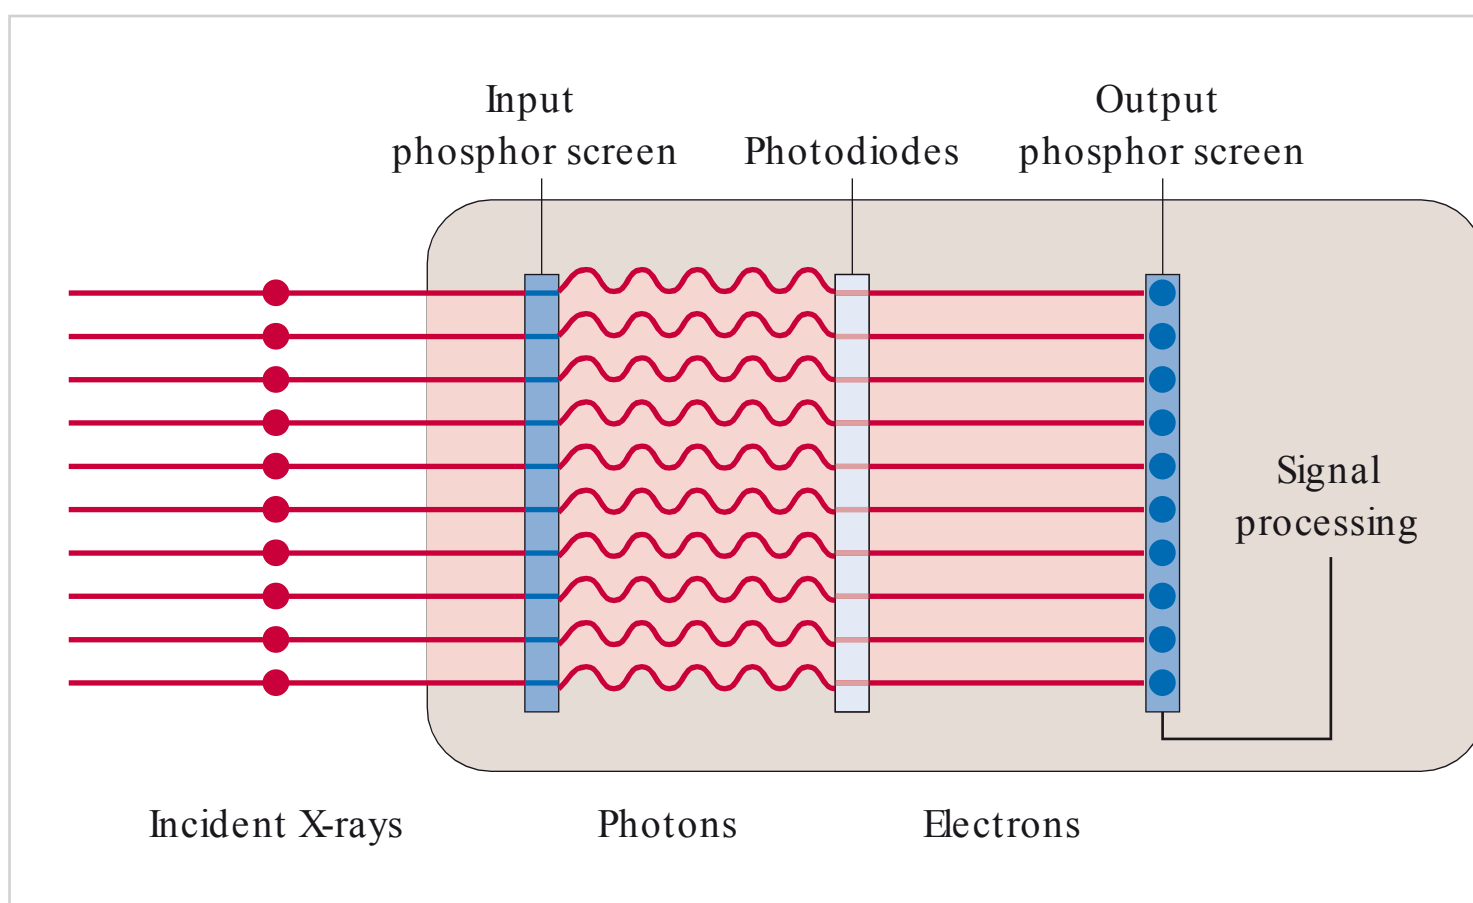 Input
phosphor screen
Photodiodes
Output
phosphor screen
Signal
processing
Incident X-rays
Photons
Electrons